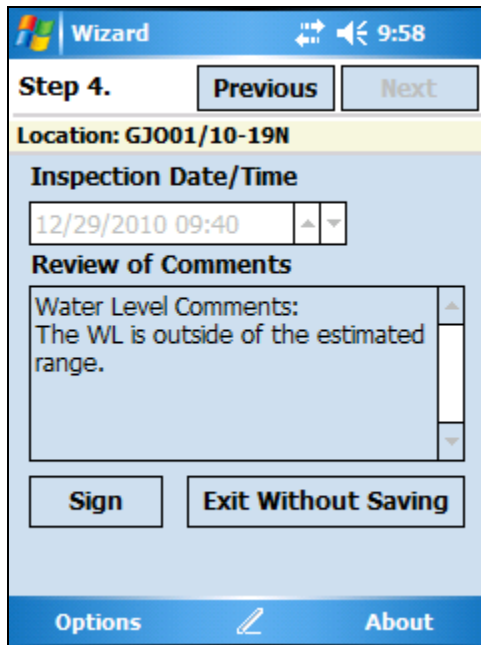 Wizard 9:58
Step 4. Previous Next
Location: GJO01/10-19N
Inspection Date/Time
12/29/2010 09:40
Review of Comments
Water Level Comments:
The WL is outside of the estimated
range.
Sign Exit Without Saving
Options About